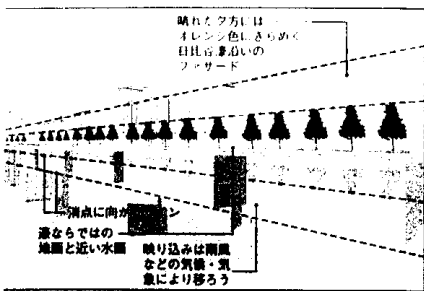 晴れた夕方には
オレンジ色にきらめく
日比谷濠沿いの
ファサード
消点に向か
ン
濠ならではの
地面と近い水面
映り込みは雨風
などの気候・気
象により移ろう